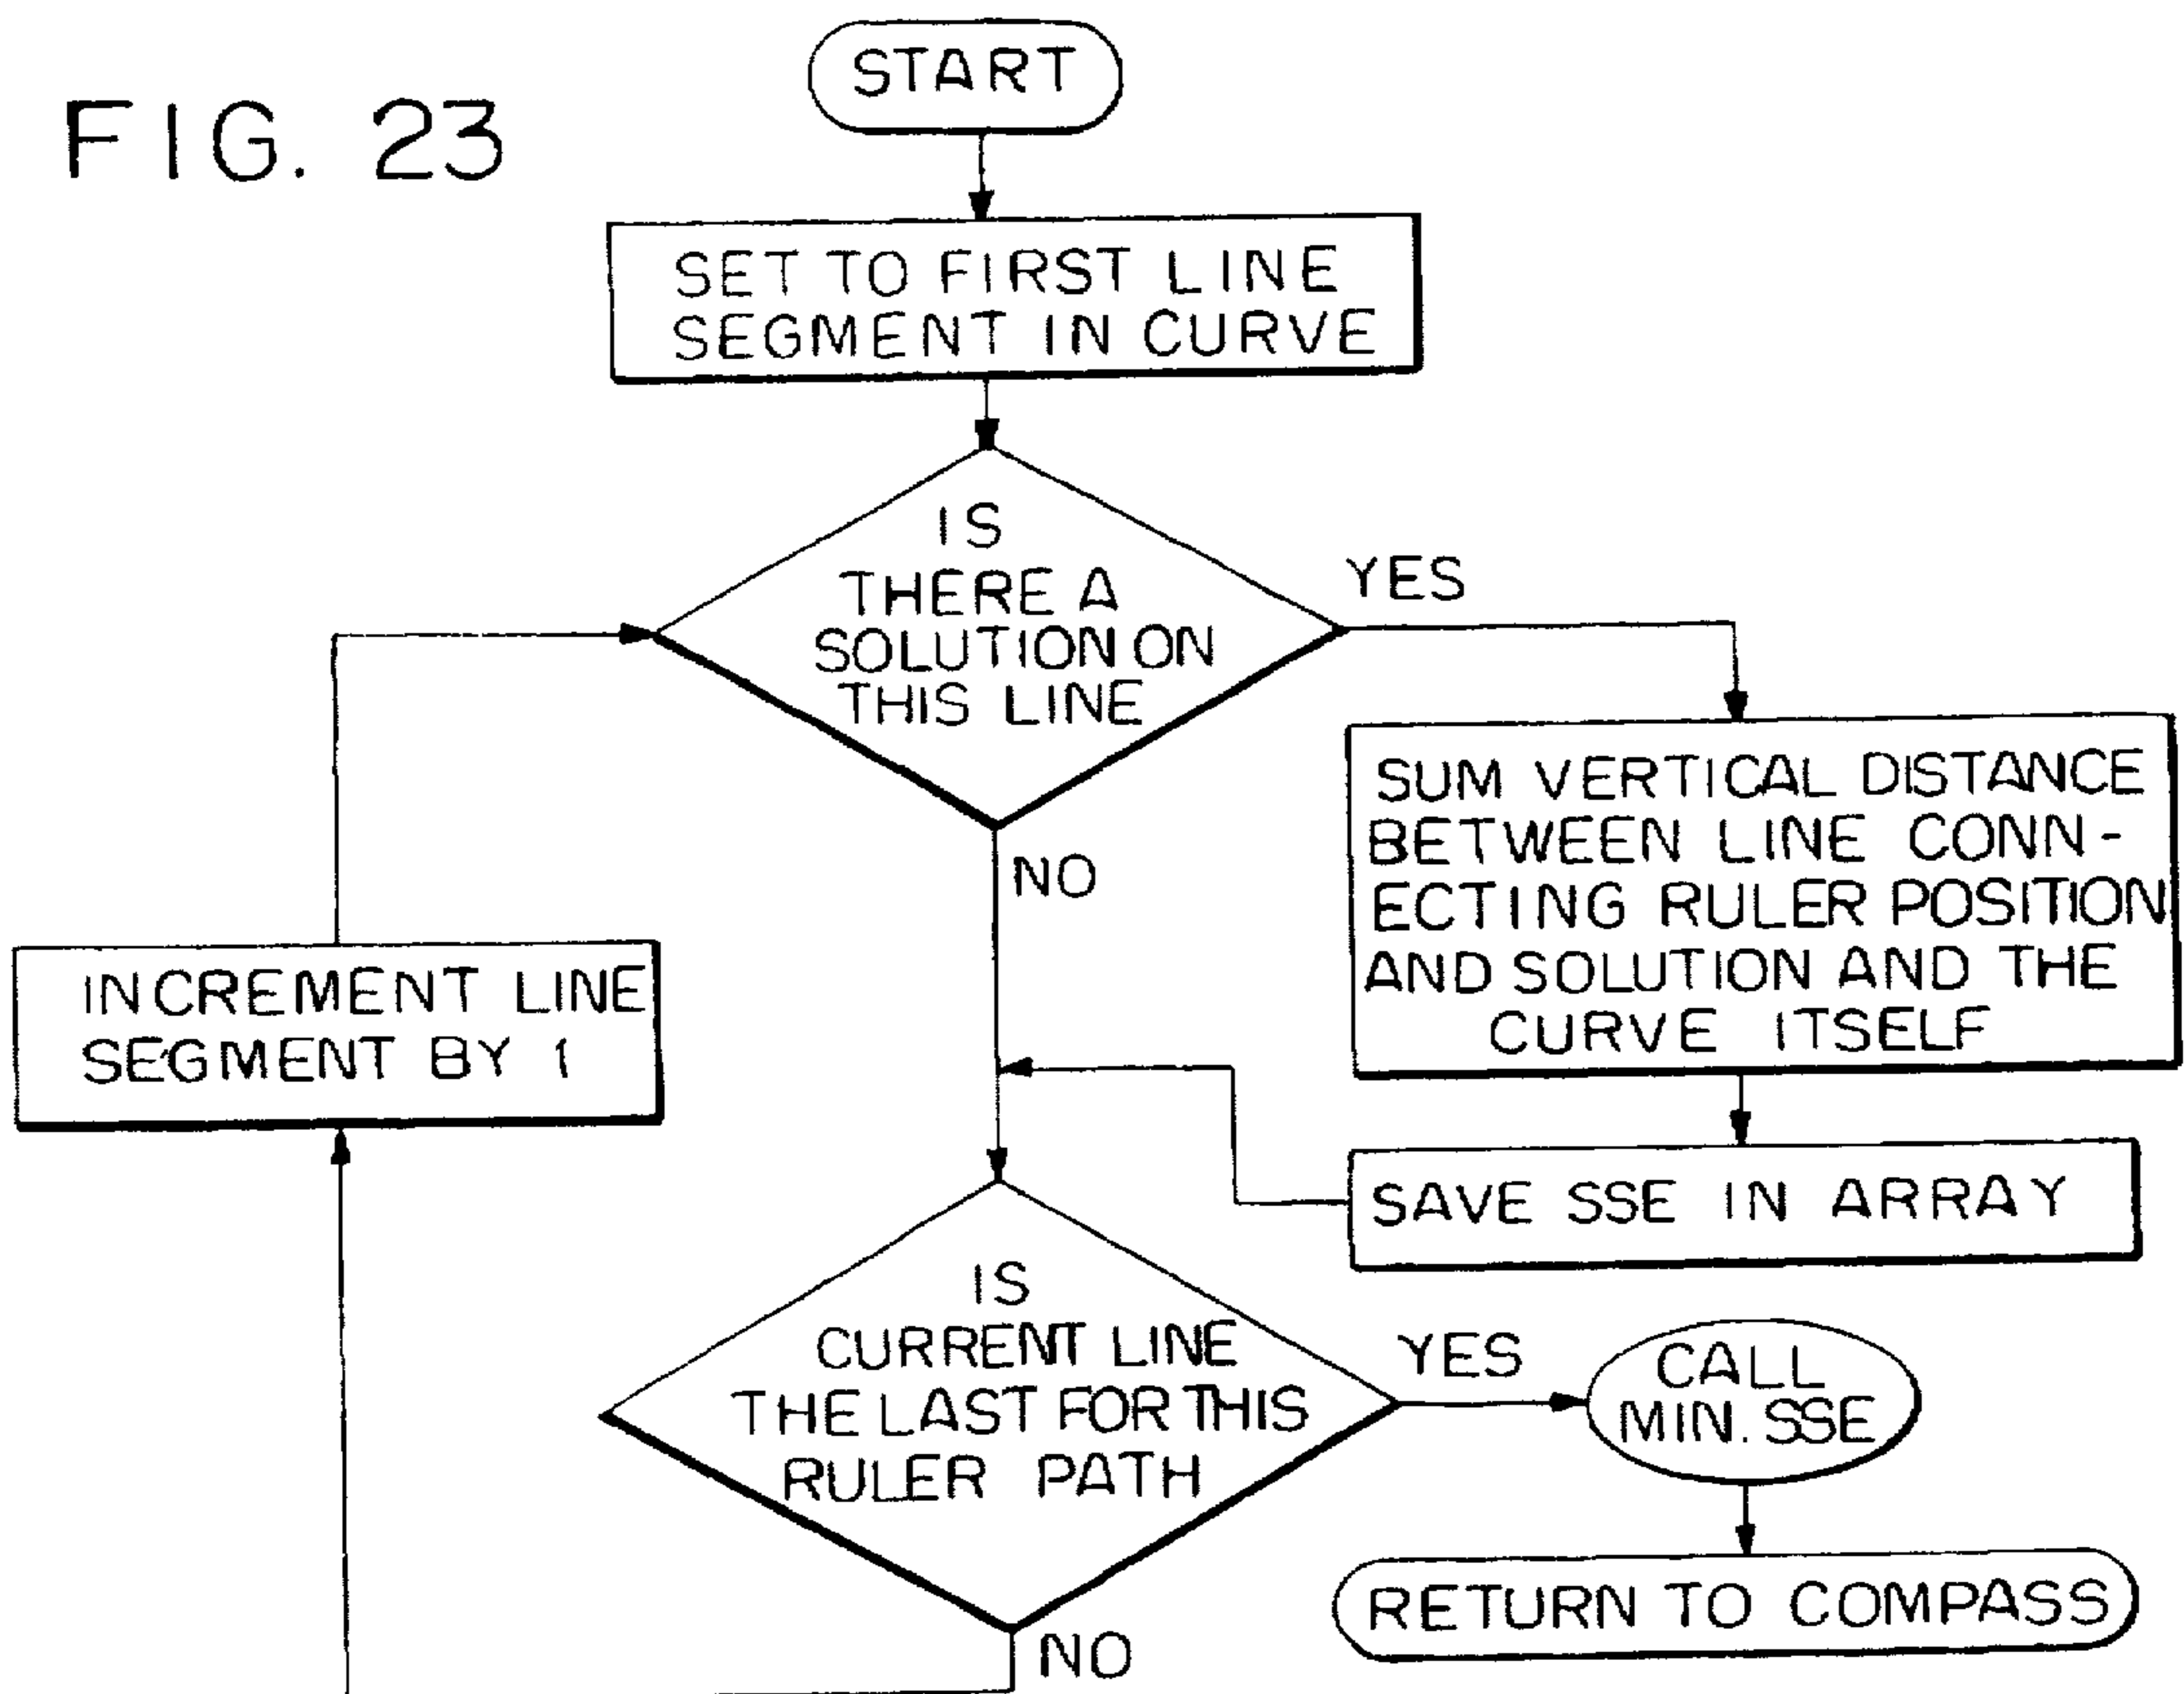 FIG. 23
START
SET TO FIRST LINE
SEGMENT IN CURVE
IS
THERE A
SOLUTION ON
THIS LINE
YES
NO
SUM VERTICAL DISTANCE
BETWEEN LINE CONN-
ECTING RULER POSITION
AND SOLUTION AND THE
CURVE ITSELF
INCREMENT LINE
SEGMENT BY 1
SAVE SSE IN ARRAY
IS
CURRENT LINE
THE LAST FOR THIS
RULER PATH
YES
NO
CALL
MIN. SSE
RETURN TO COMPASS